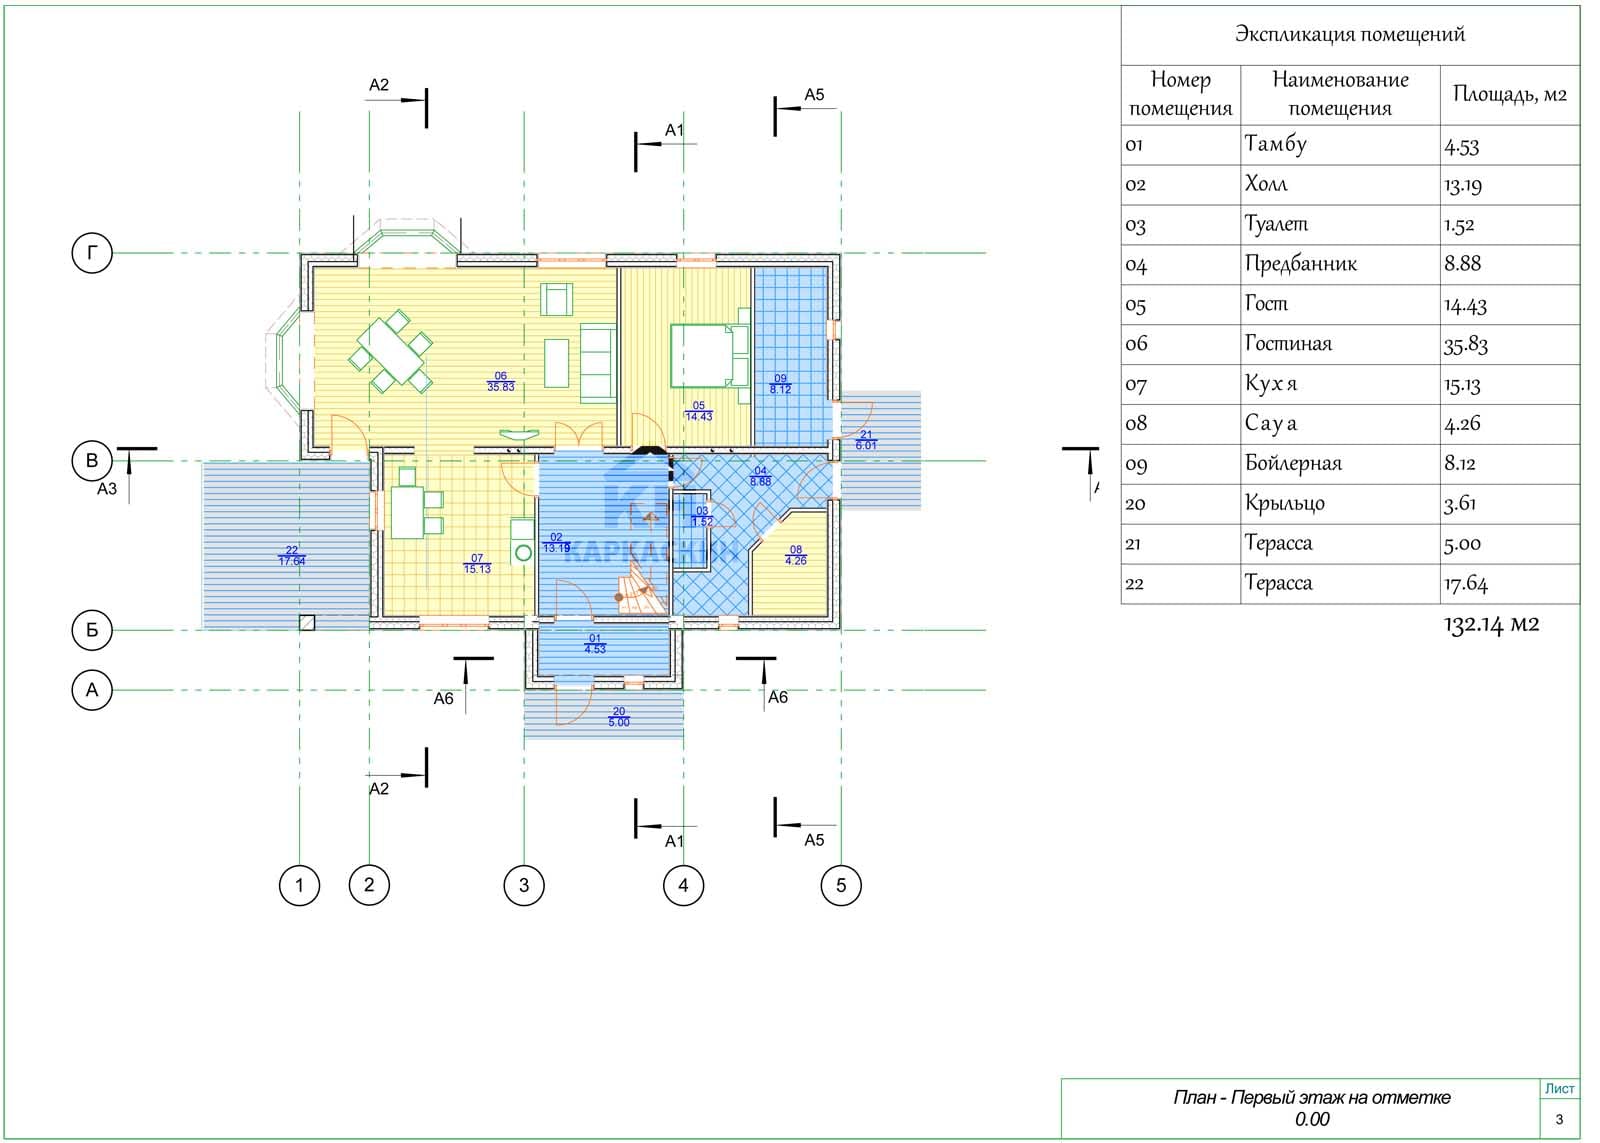 Экспликация помещений
Номер помещения
Наименование помещения
Площадь, м2
01 Тамбу 4.53
02 Холл 13.19
03 Туалет 1.52
04 Предбанник 8.88
05 Гост 14.43
06 Гостиная 35.83
07 Кухя 15.13
08 Сауа 4.26
09 Бойлерная 8.12
20 Крыльцо 3.61
21 Терасса 5.00
22 Терасса 17.64
132.14 м2
А2
А5
А1
Г
06
35.83
09
8.12
05
14.43
21
6.01
В
А3
04
8.88
03
1.52
02
13.19
КАРКАСНИК
22
17.64
07
15.13
08
4.26
Б
01
4.53
А
А6
А6
20
5.00
А2
А1
А5
1
2
3
4
5
План - Первый этаж на отметке
0.00
Лист
3